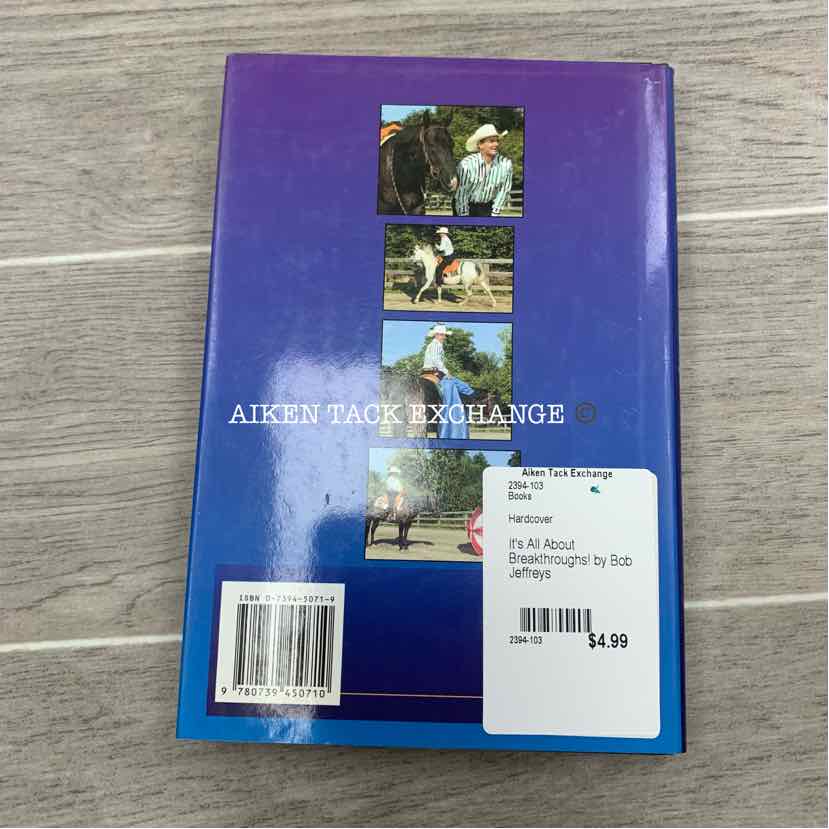 AIKEN TACK EXCHANGE ©
Aiken Tack Exchange
2394-103
Books
Hardcover
It's All About
Breakthroughs! by Bob
Jeffreys
2394-103
$4.99
ISBN 0-7394-5071-9
9 780739 450710